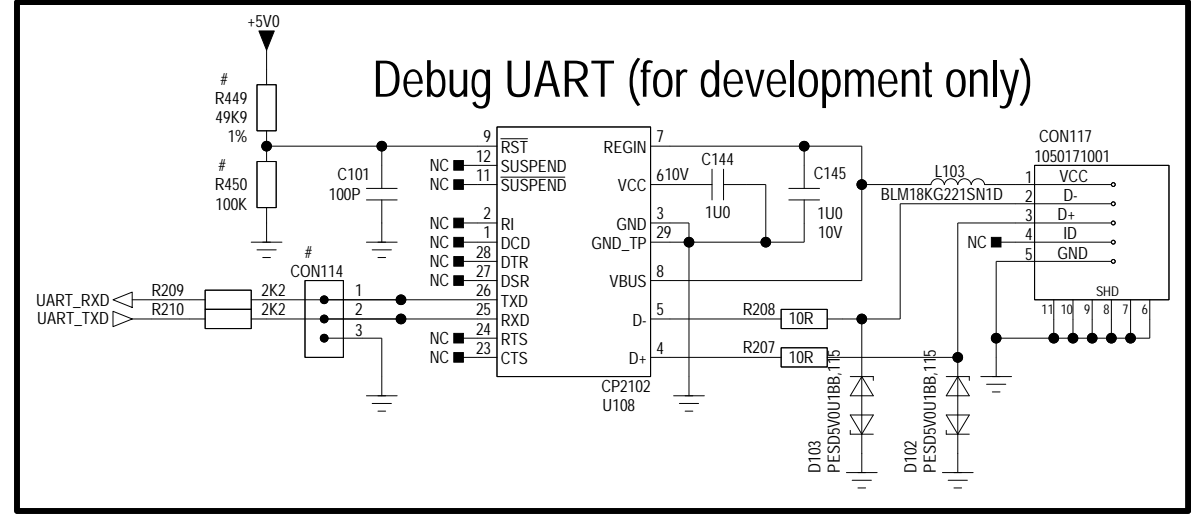 +5V0
Debug UART (for development only)
#
R449
49K9
1%
#
R450
100K
C101
100P
9 RST
NC 12 SUSPEND
NC 11 SUSPEND
NC 2 RI
NC 1 DCD
NC 28 DTR
NC 27 DSR
26 TXD
25 RXD
NC 24 RTS
NC 23 CTS
REGIN 7
VCC 6
GND 3
GND_TP 29
VBUS 8
D- 5
D+ 4
CP2102
U108
10V
C144
1U0
C145
1U0
10V
L103
BLM18KG221SN1D
CON117
1050171001
1 VCC
2 D-
3 D+
NC 4 ID
5 GND
SHD
11 10 9 8 7 6
#
CON114
1
2
3
UART_RXD R209 2K2
UART_TXD R210 2K2
R208 10R
R207 10R
D103
PESD5V0U1BB,115
D102
PESD5V0U1BB,115